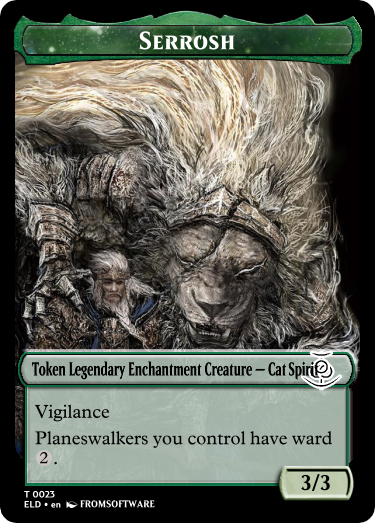 SERROSH
Token Legendary Enchantment Creature — Cat Spirit
Vigilance
Planeswalkers you control have ward
2 .
3/3
T 0023
ELD • en FROMSOFTWARE